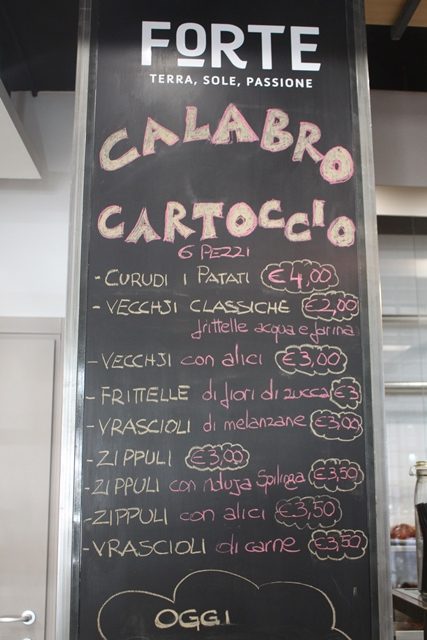 FORTE
TERRA, SOLE, PASSIONE
CALABRO
CARTOCCIO
6 PEZZI
- CURUDI I PATATI €4,00
- VECCHJI CLASSICHE €2,00
frittelle acqua e farina
- VECCHJI con alici €3,00
- FRITTELLE di fiori di zucca €3
- VRASCIOLI di melanzane €3,00
- ZIPPULI €3,00
- ZIPPULI con nduja Spilinga €3,50
- ZIPPULI con alici €3,50
- VRASCIOLI di carne €3,50
OGGI